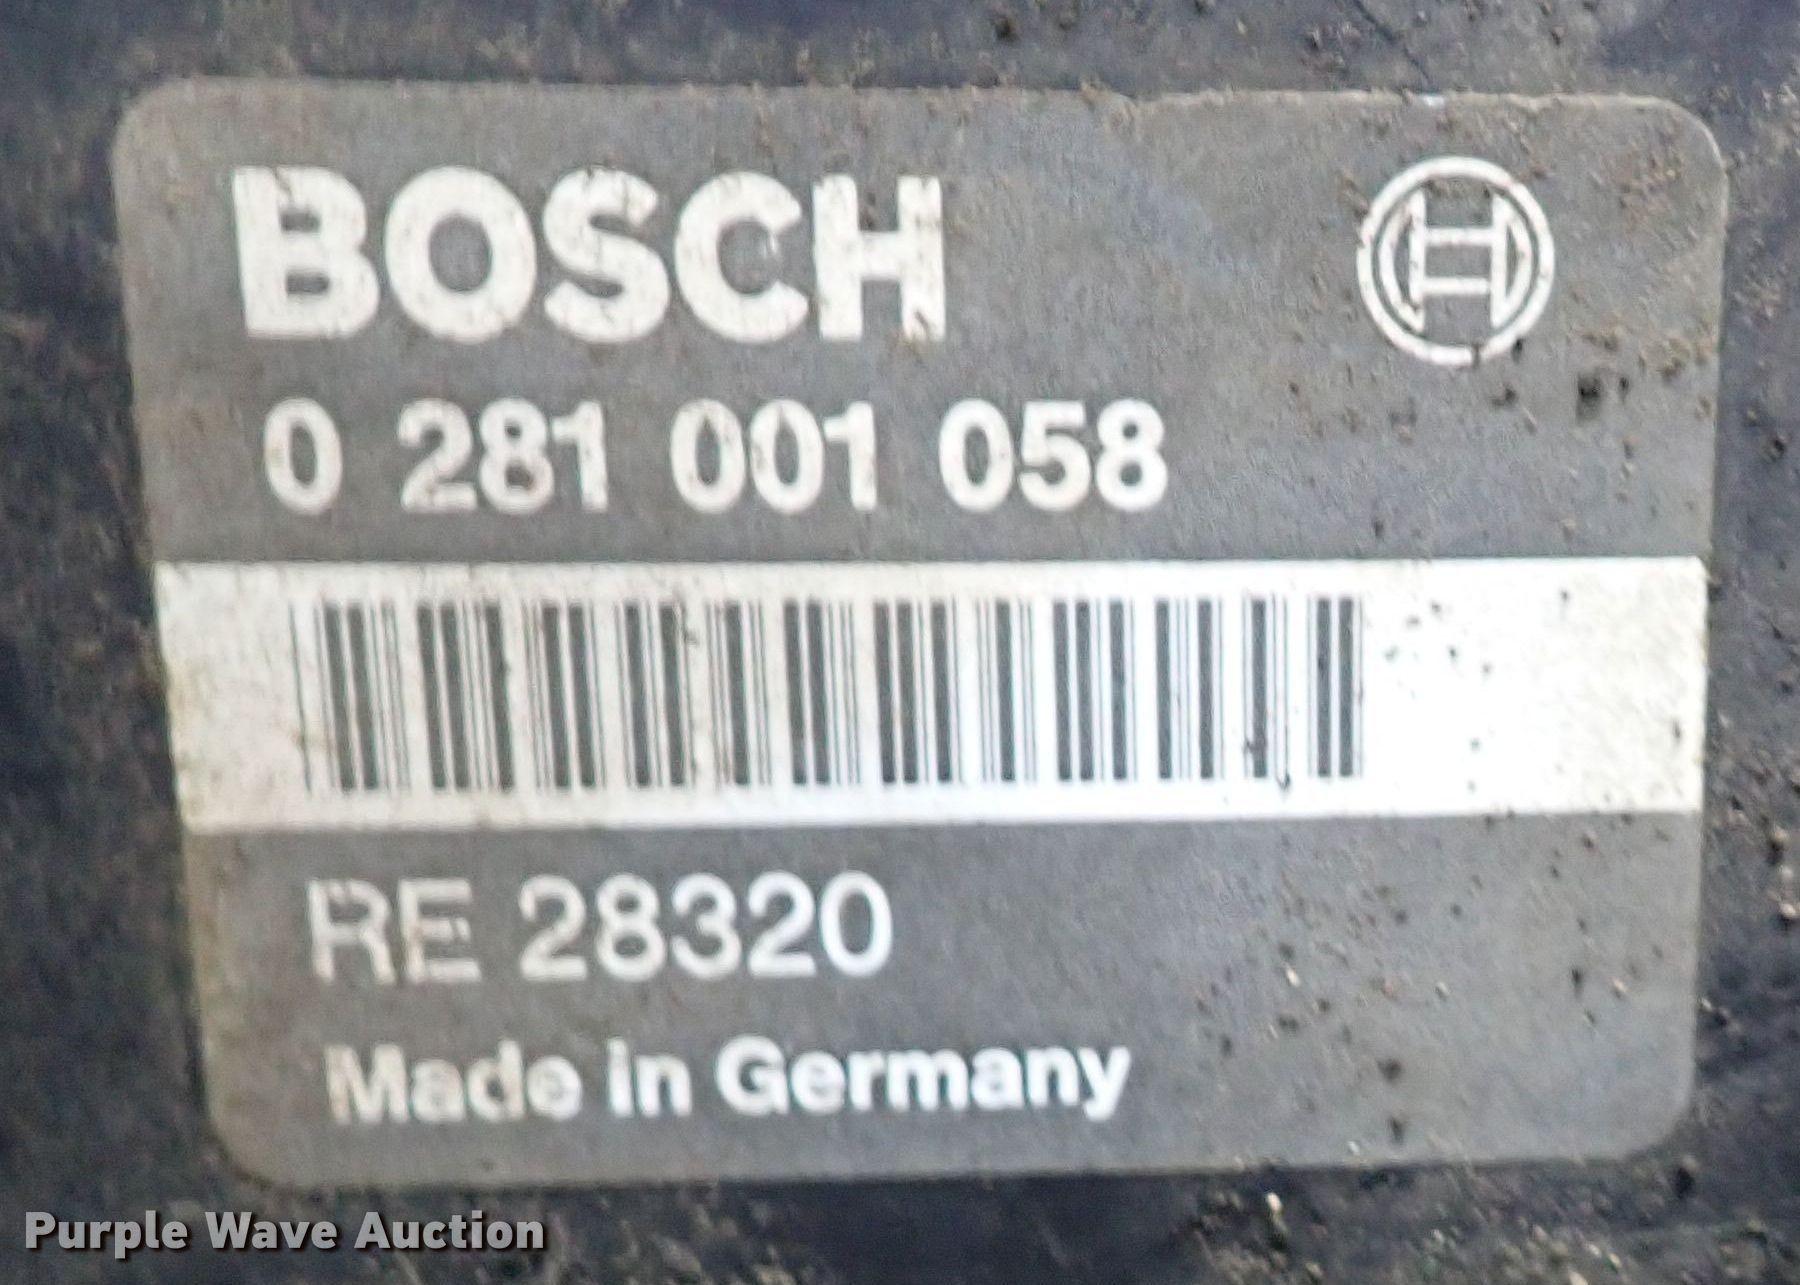 BOSCH
0 281 001 058
RE 28320
Made in Germany
Purple Wave Auction